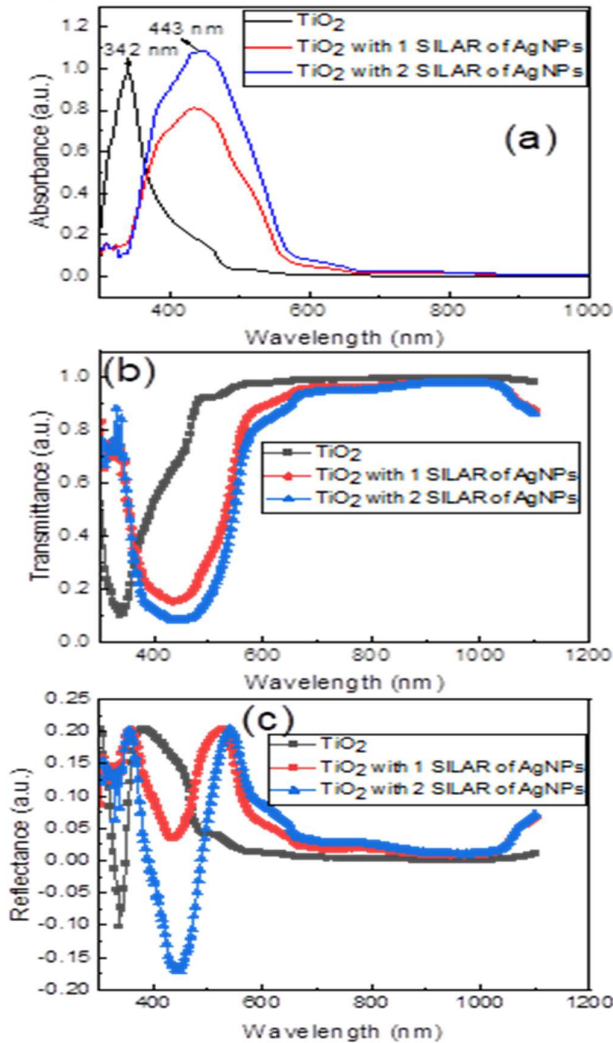 443 nm
342 nm
TiO2
TiO2 with 1 SILAR of AgNPs
TiO2 with 2 SILAR of AgNPs
(a)
1.2
1.0
0.8
0.6
0.4
0.2
0.0
Absorbance (a.u.)
400 600 800 1000
Wavelength (nm)
(b)
1.0
0.8
0.6
0.4
0.2
0.0
Transmittance (a.u.)
TiO2
TiO2 with 1 SILAR of AgNPs
TiO2 with 2 SILAR of AgNPs
400 600 800 1000 1200
Wavelength (nm)
(c)
0.25
0.20
0.15
0.10
0.05
0.00
-0.05
-0.10
-0.15
-0.20
Reflectance (a.u.)
TiO2
TiO2 with 1 SILAR of AgNPs
TiO2 with 2 SILAR of AgNPs
400 600 800 1000 1200
Wavelength (nm)